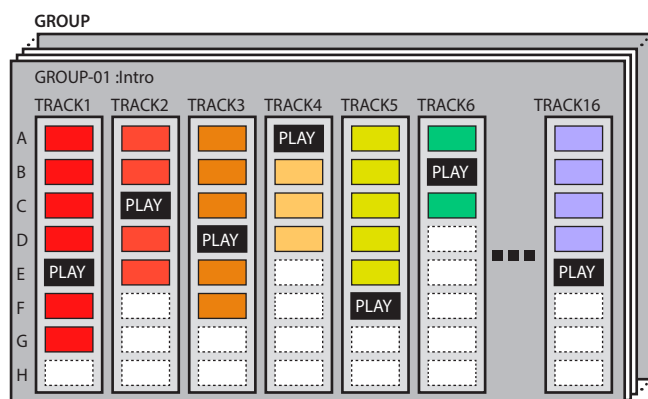 GROUP
GROUP-01 :Intro
TRACK1 TRACK2 TRACK3 TRACK4 TRACK5 TRACK6 TRACK16
A PLAY
B PLAY
C PLAY
D PLAY
E PLAY PLAY
F PLAY
G
H